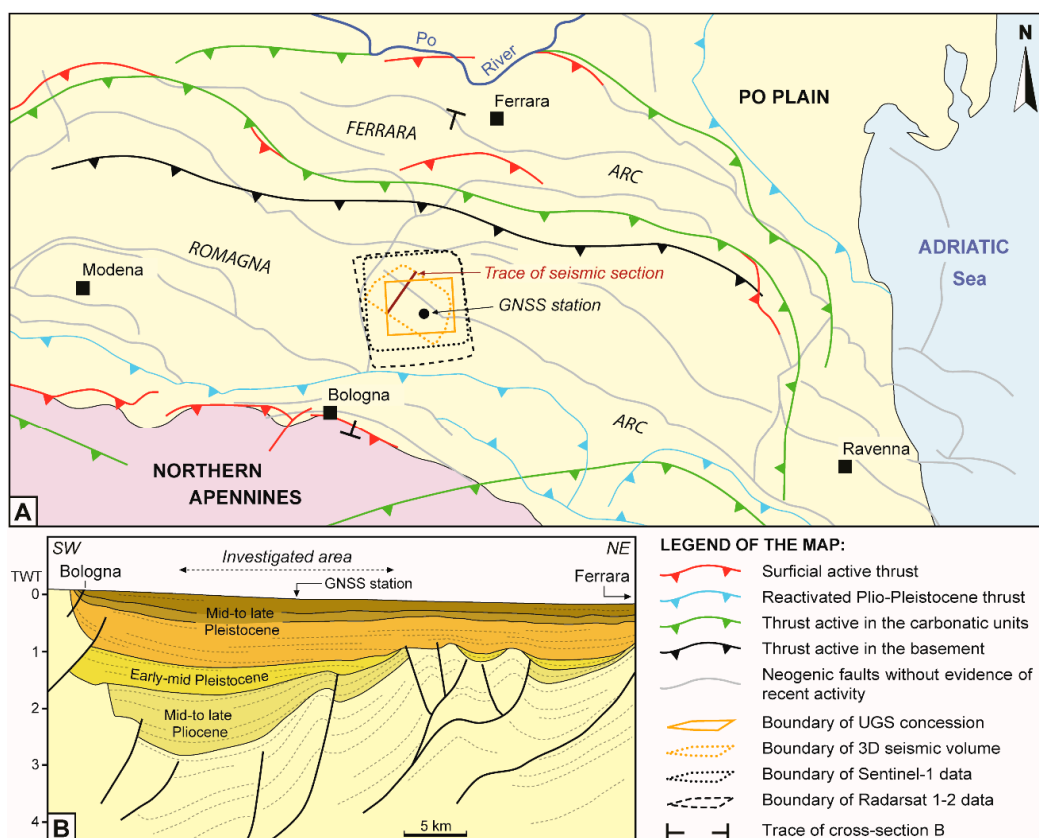 Po
River
N
Ferrara
PO PLAIN
FERRARA
ARC
ROMAGNA
Modena
Trace of seismic section
GNSS station
ADRIATIC
Sea
Bologna
ARC
Ravenna
NORTHERN
APENNINES
A
SW
Investigated area
NE
TWT
Bologna
GNSS station
Ferrara
0
Mid-to late
Pleistocene
1
Early-mid Pleistocene
2
Mid-to late
Pliocene
3
4
B
5 km
LEGEND OF THE MAP:
Surficial active thrust
Reactivated Plio-Pleistocene thrust
Thrust active in the carbonatic units
Thrust active in the basement
Neogenic faults without evidence of
recent activity
Boundary of UGS concession
Boundary of 3D seismic volume
Boundary of Sentinel-1 data
Boundary of Radarsat 1-2 data
Trace of cross-section B